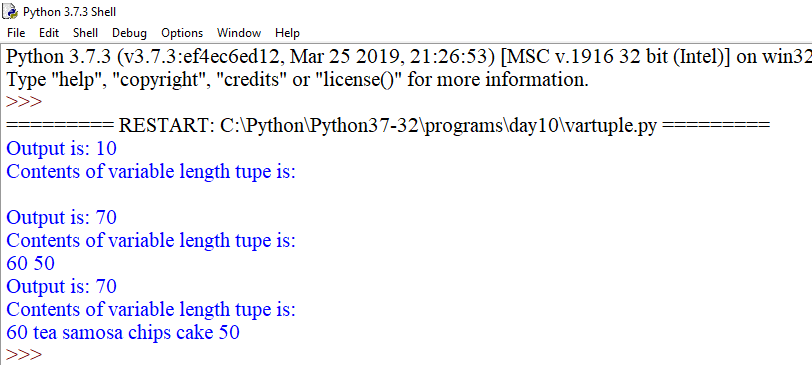 Python 3.7.3 Shell
File Edit Shell Debug Options Window Help
Python 3.7.3 (v3.7.3:ef4ec6ed12, Mar 25 2019, 21:26:53) [MSC v.1916 32 bit (Intel)] on win32
Type "help", "copyright", "credits" or "license()" for more information.
>>>
========= RESTART: C:\Python\Python37-32\programs\day10\vartuple.py =========
Output is: 10
Contents of variable length tupe is:
Output is: 70
Contents of variable length tupe is:
60 50
Output is: 70
Contents of variable length tupe is:
60 tea samosa chips cake 50
>>>